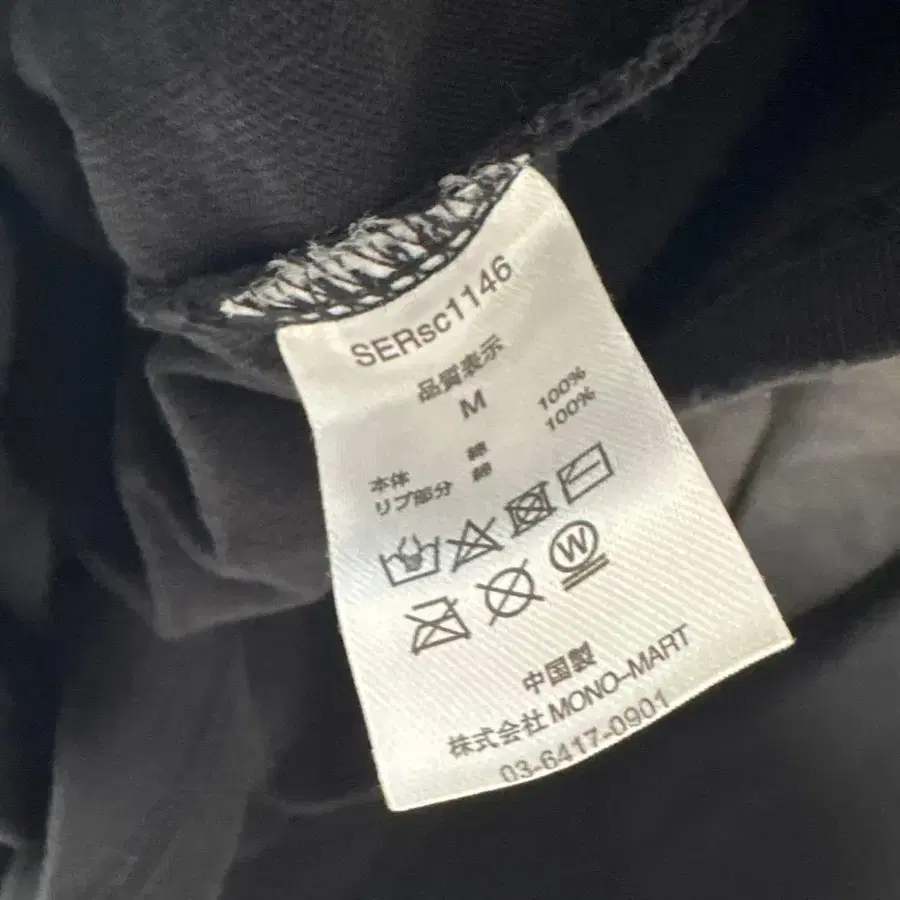 SERsc1146
品質表示
M
本体 綿 100%
リブ部分 綿 100%
W
中国製
株式会社 MONO-MART
03-6417-0901